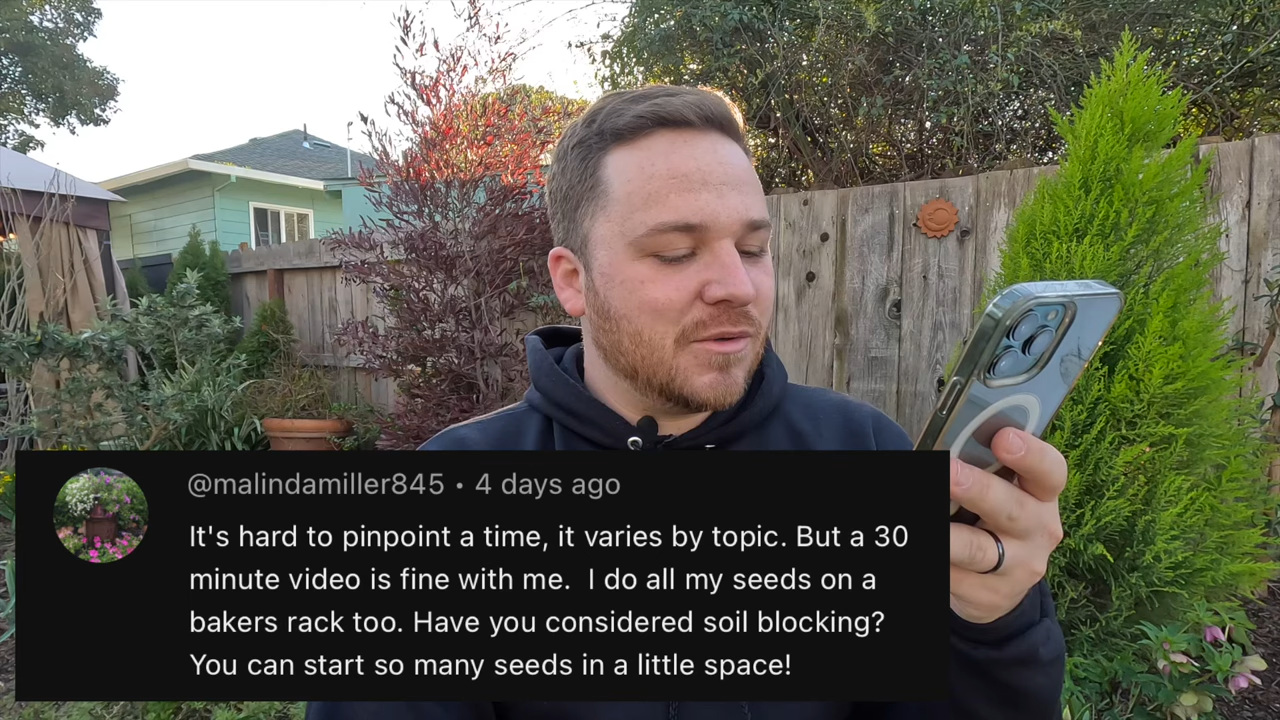 @malindamiller845 • 4 days ago
It's hard to pinpoint a time, it varies by topic. But a 30
minute video is fine with me.  I do all my seeds on a
bakers rack too. Have you considered soil blocking?
You can start so many seeds in a little space!